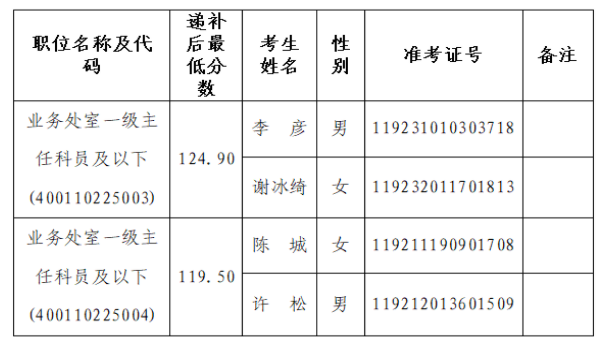 职位名称及代码 递补后最低分数 考生姓名 性别 准考证号 备注
业务处室一级主任科员及以下(400110225003) 124.90 李 彦 男 119231010303718
谢冰绮 女 119232011701813
业务处室一级主任科员及以下(400110225004) 119.50 陈 城 女 119211190901708
许 松 男 119212013601509